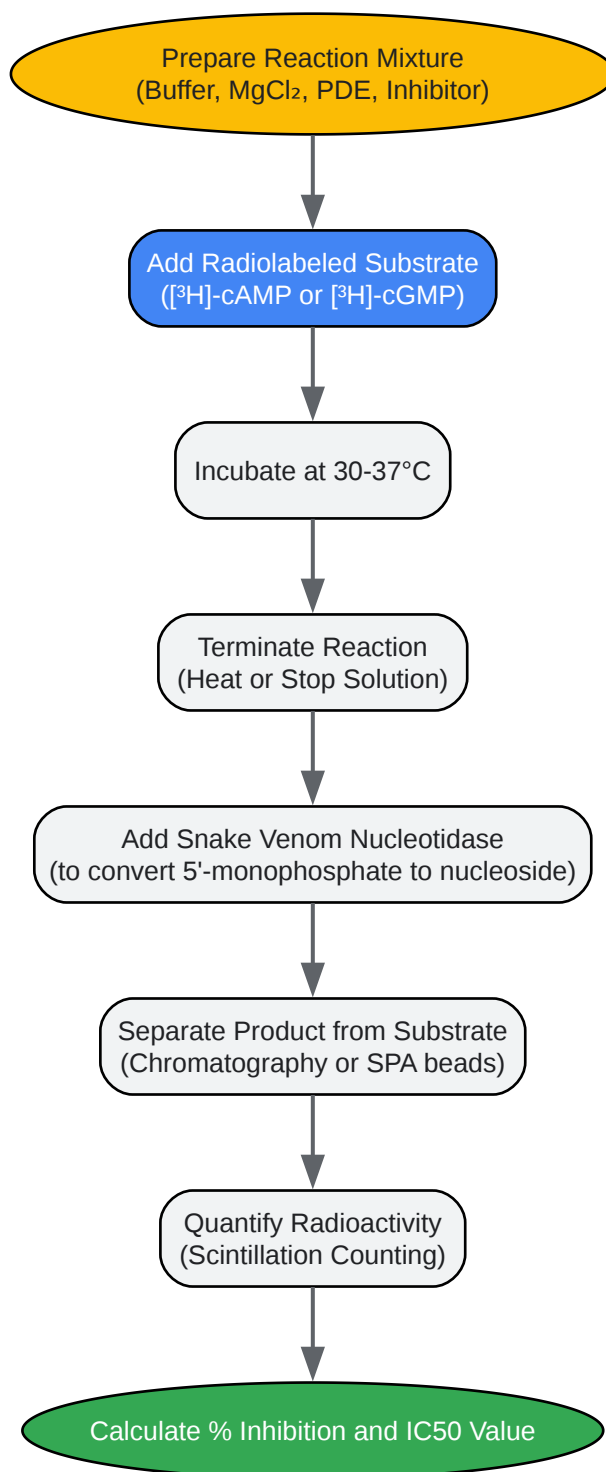 Prepare Reaction Mixture
(Buffer, MgCl₂, PDE, Inhibitor)
Add Radiolabeled Substrate
([³H]-cAMP or [³H]-cGMP)
Incubate at 30-37°C
Terminate Reaction
(Heat or Stop Solution)
Add Snake Venom Nucleotidase
(to convert 5'-monophosphate to nucleoside)
Separate Product from Substrate
(Chromatography or SPA beads)
Quantify Radioactivity
(Scintillation Counting)
Calculate % Inhibition and IC50 Value